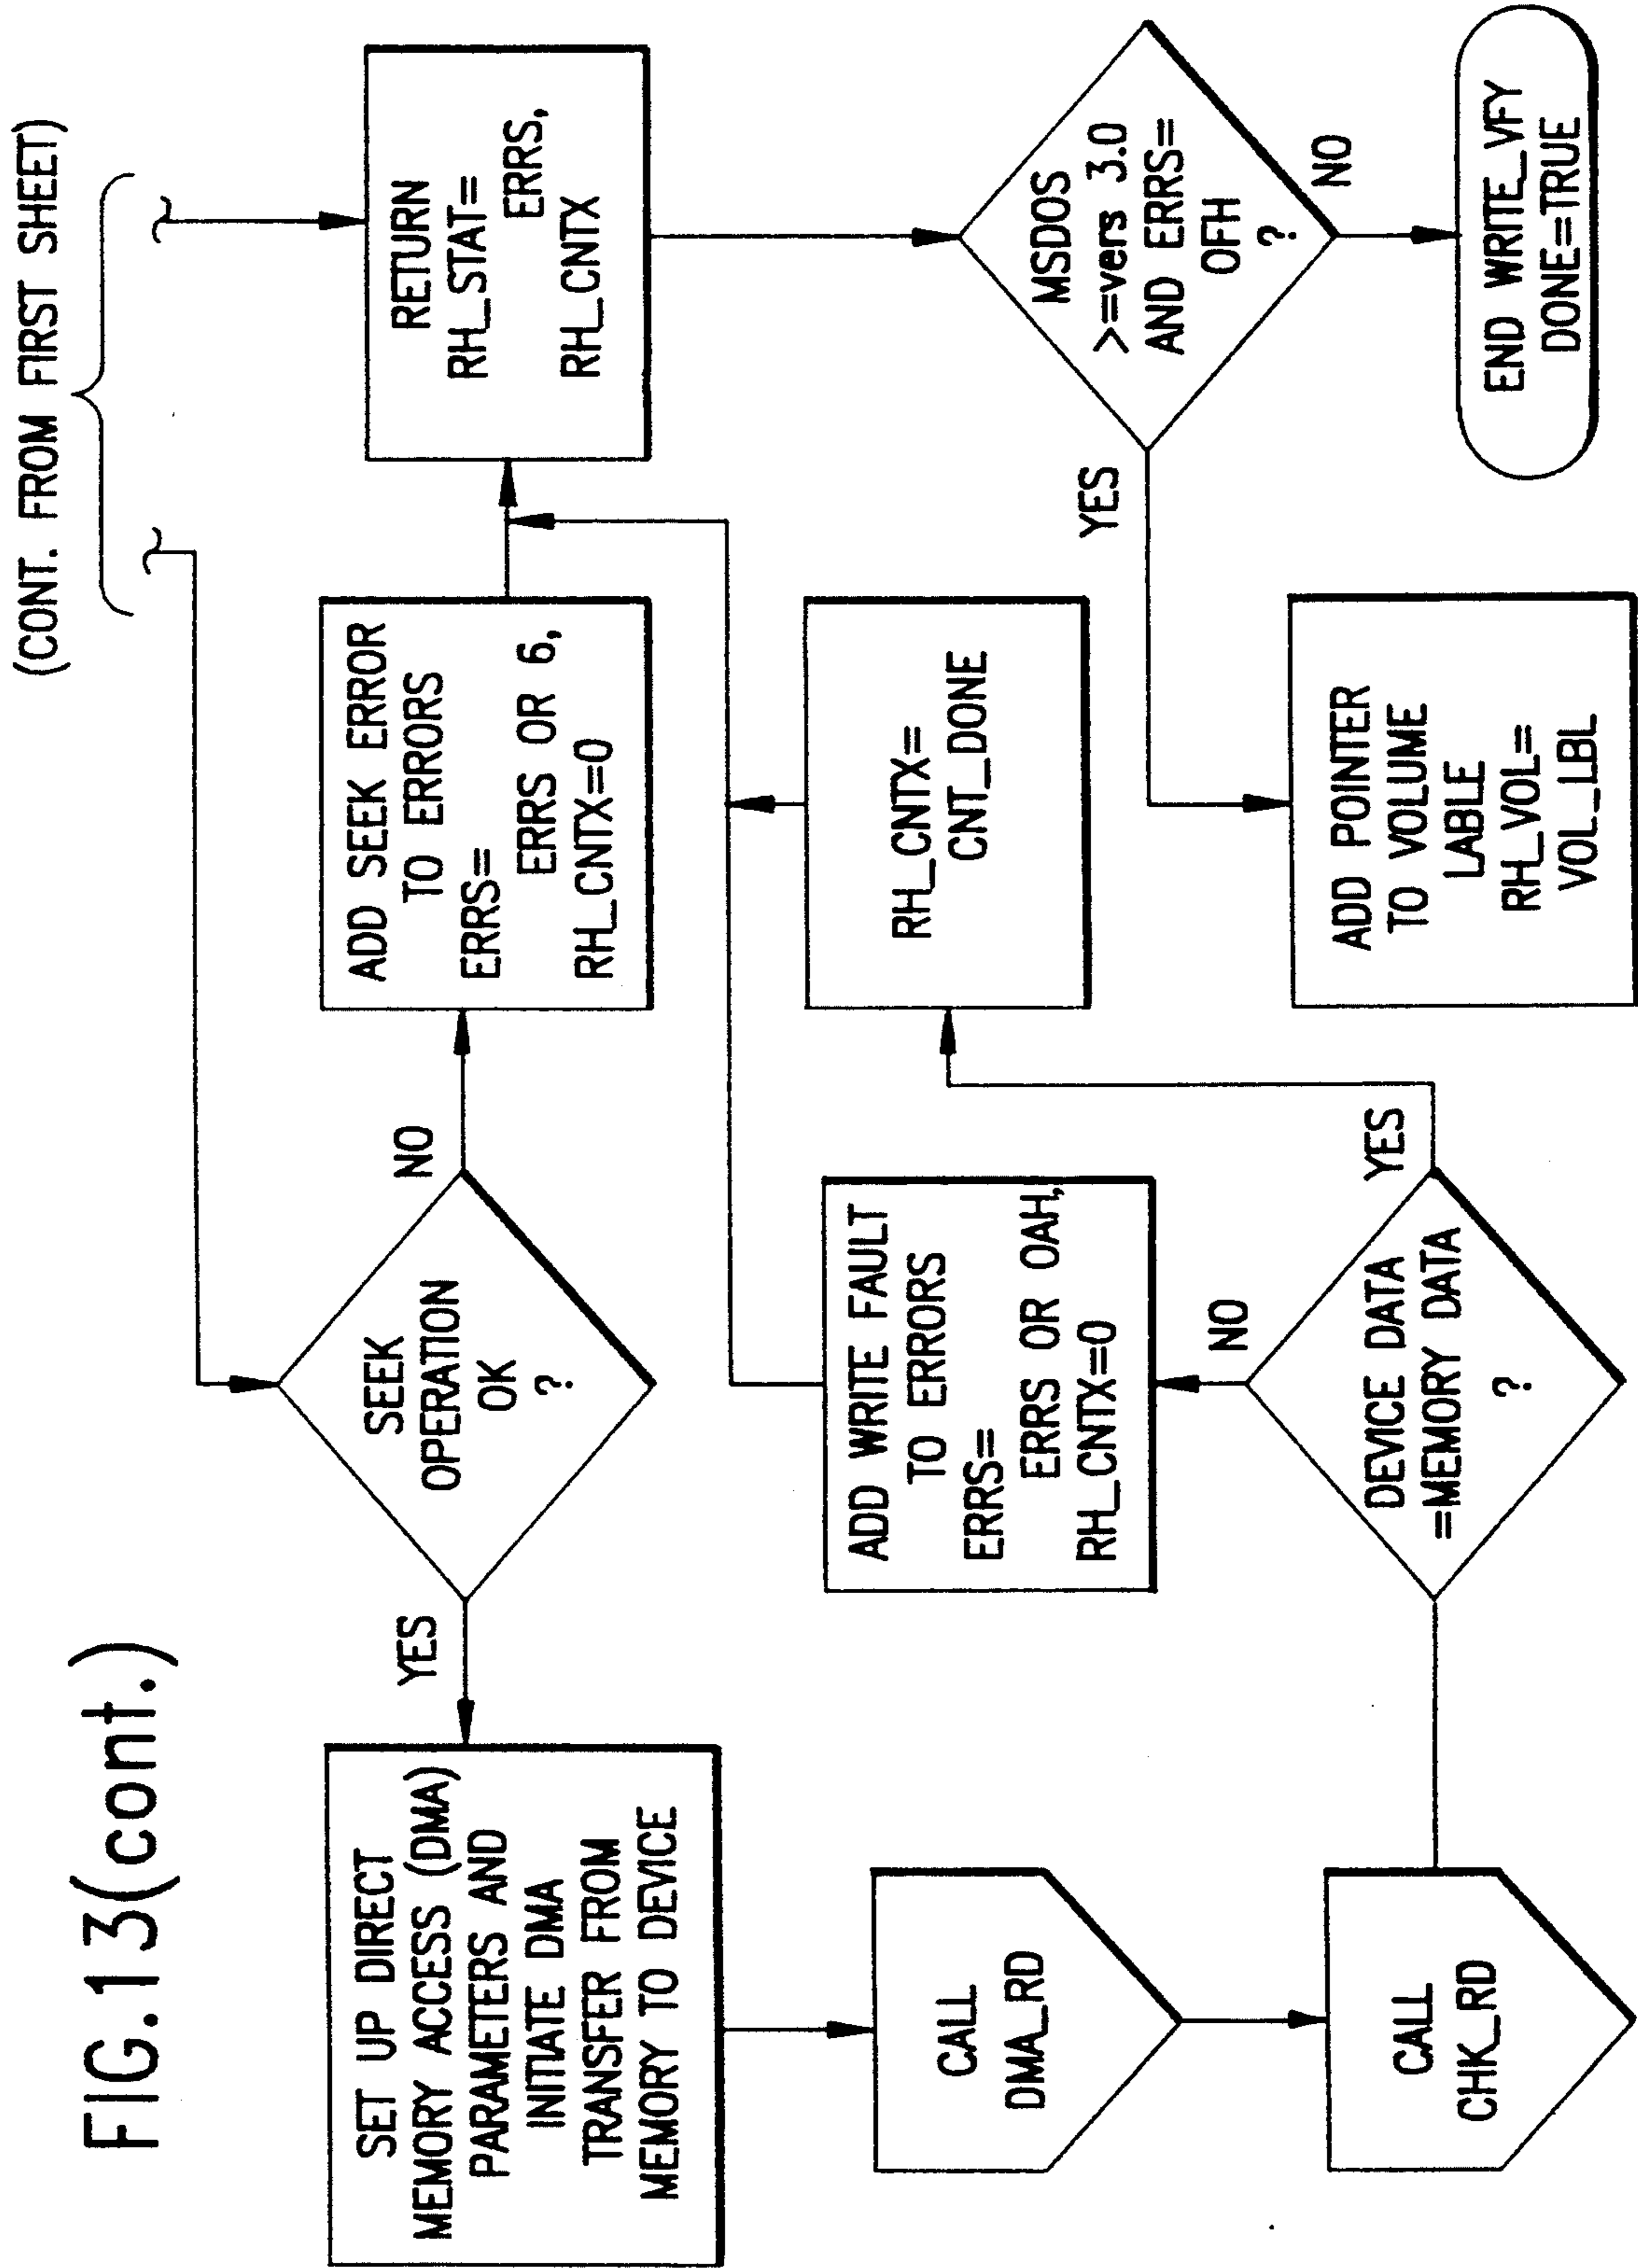 FIG.13(cont.)
(CONT. FROM FIRST SHEET)
SET UP DIRECT
MEMORY ACCESS (DMA)
PARAMETERS AND
INITIATE DMA
TRANSFER FROM
MEMORY TO DEVICE
YES
SEEK
OPERATION
OK
?
NO
ADD SEEK ERROR
TO ERRORS
ERRS=
ERRS OR 6,
RH_CNTX=0
RETURN
RH_STAT=
ERRS,
RH_CNTX
CALL
DMA_RD
ADD WRITE FAULT
TO ERRORS
ERRS=
ERRS OR OAH,
RH_CNTX=0
RH_CNTX=
CNT_DONE
MSDOS
>=vers 3.0
AND ERRS=
OFH
?
YES
NO
CALL
CHK_RD
NO
DEVICE DATA
=MEMORY DATA
?
YES
ADD POINTER
TO VOLUME
LABLE
RH_VOL=
VOL_LBL
END WRITE_VFY
DONE=TRUE